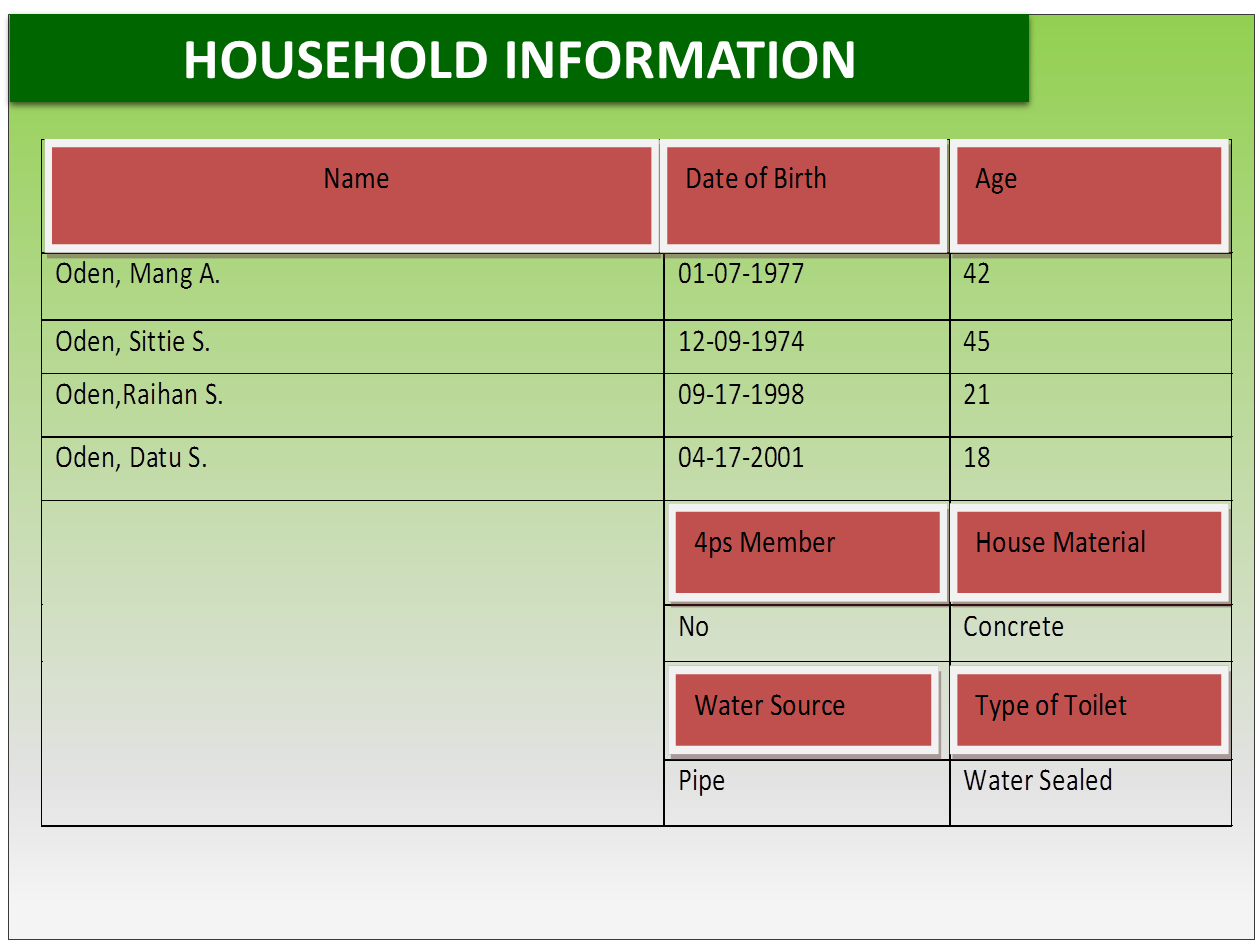 HOUSEHOLD INFORMATION
Name Date of Birth Age
Oden, Mang A. 01-07-1977 42
Oden, Sittie S. 12-09-1974 45
Oden,Raihan S. 09-17-1998 21
Oden, Datu S. 04-17-2001 18
4ps Member House Material
No Concrete
Water Source Type of Toilet
Pipe Water Sealed